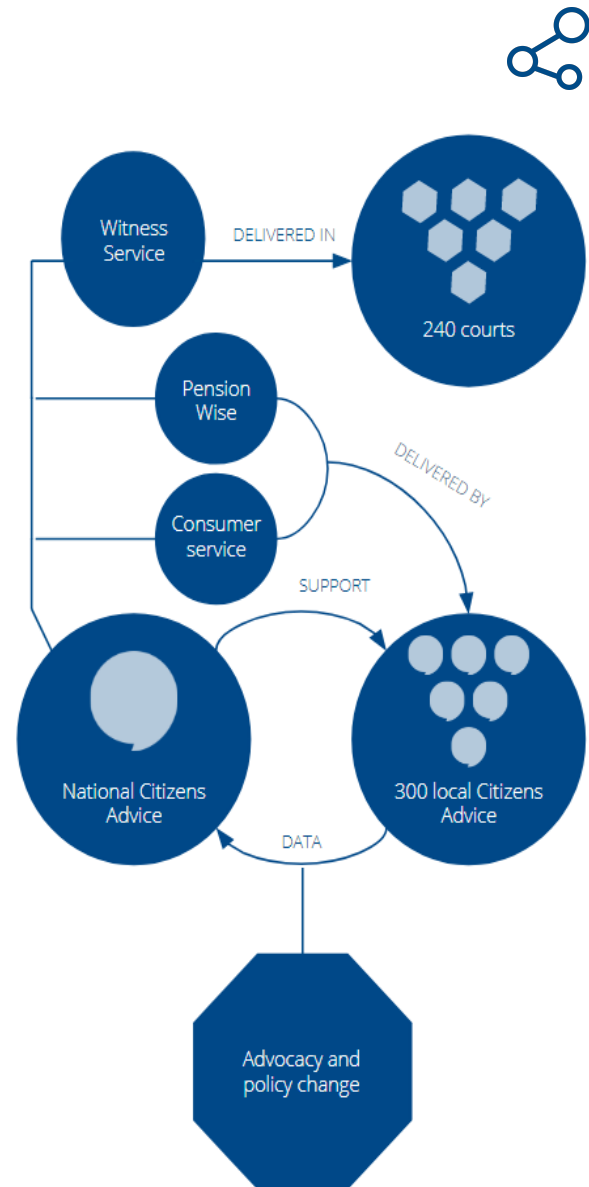 Witness
Service
DELIVERED IN
240 courts
Pension
Wise
DELIVERED BY
Consumer
service
SUPPORT
National Citizens
Advice
300 local Citizens
Advice
DATA
Advocacy and
policy change